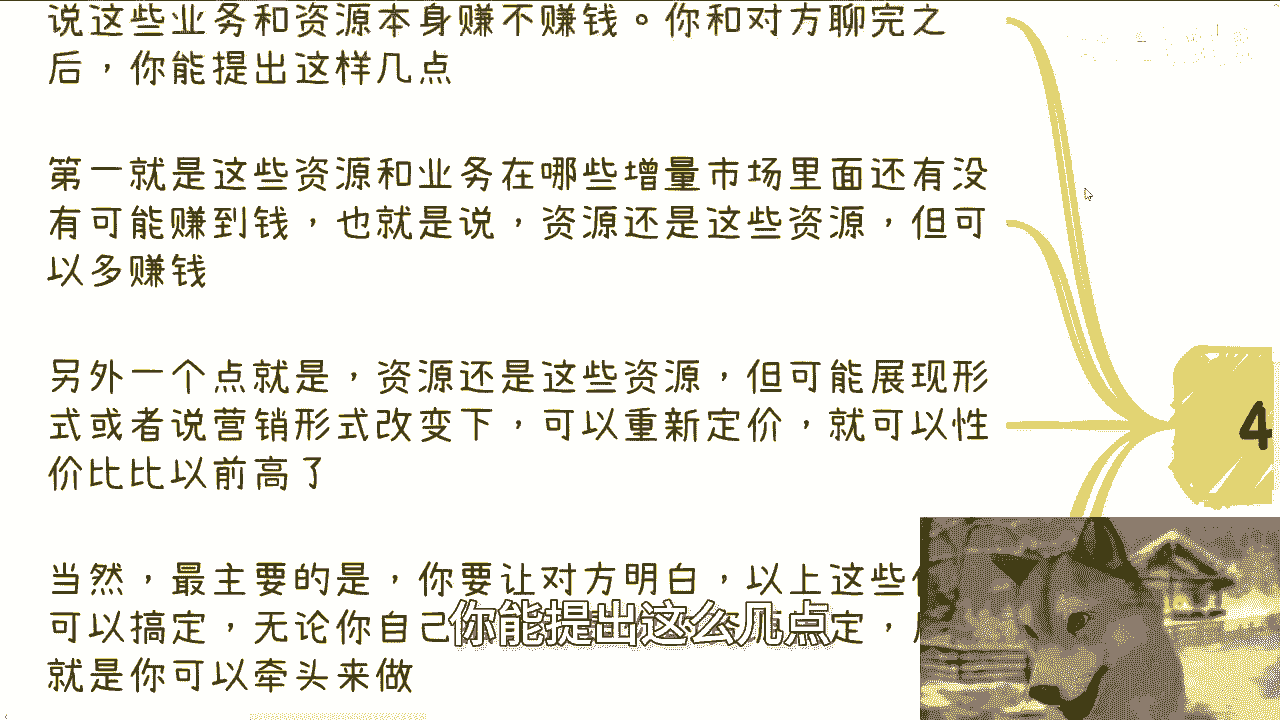 说这些业务和资源本身赚不赚钱。你和对方聊完之
后，你能提出这样几点
第一就是这些资源和业务在哪些增量市场里面还有没
有可能赚到钱，也就是说，资源还是这些资源，但可
以多赚钱
另外一个点就是，资源还是这些资源，但可能展现形
式或者说营销形式改变下，可以重新定价，就可以性
价比比以前高了
4
当然，最主要的是，你要让对方明白，以上这些
可以搞定，无论你自己
定，
你能提出这么几点
就是你可以牵头来做